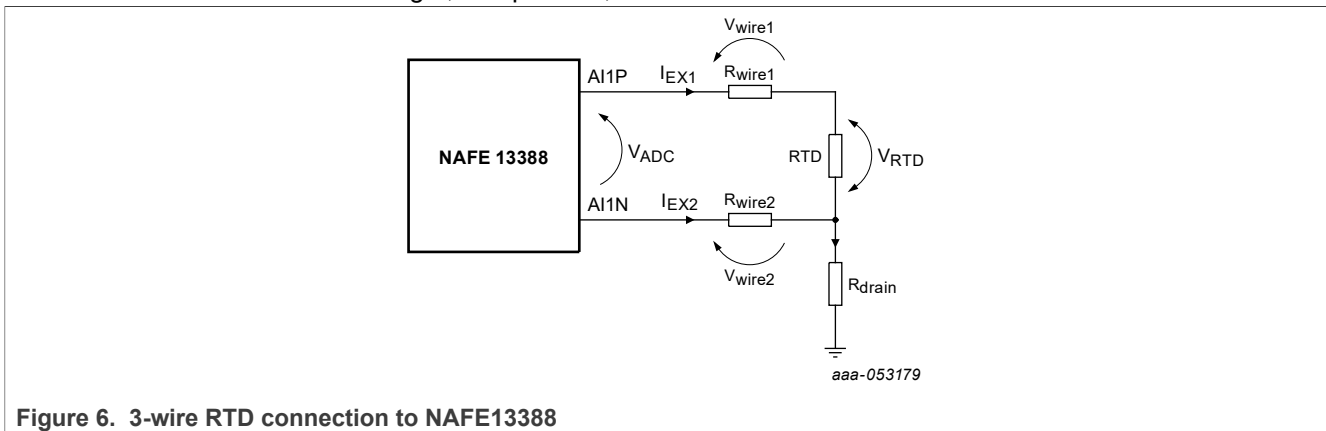 Vwire1
AI1P IEX1 Rwire1
NAFE 13388 VADC RTD VRTD
AI1N IEX2 Rwire2
Vwire2 Rdrain
aaa-053179
Figure 6. 3-wire RTD connection to NAFE13388